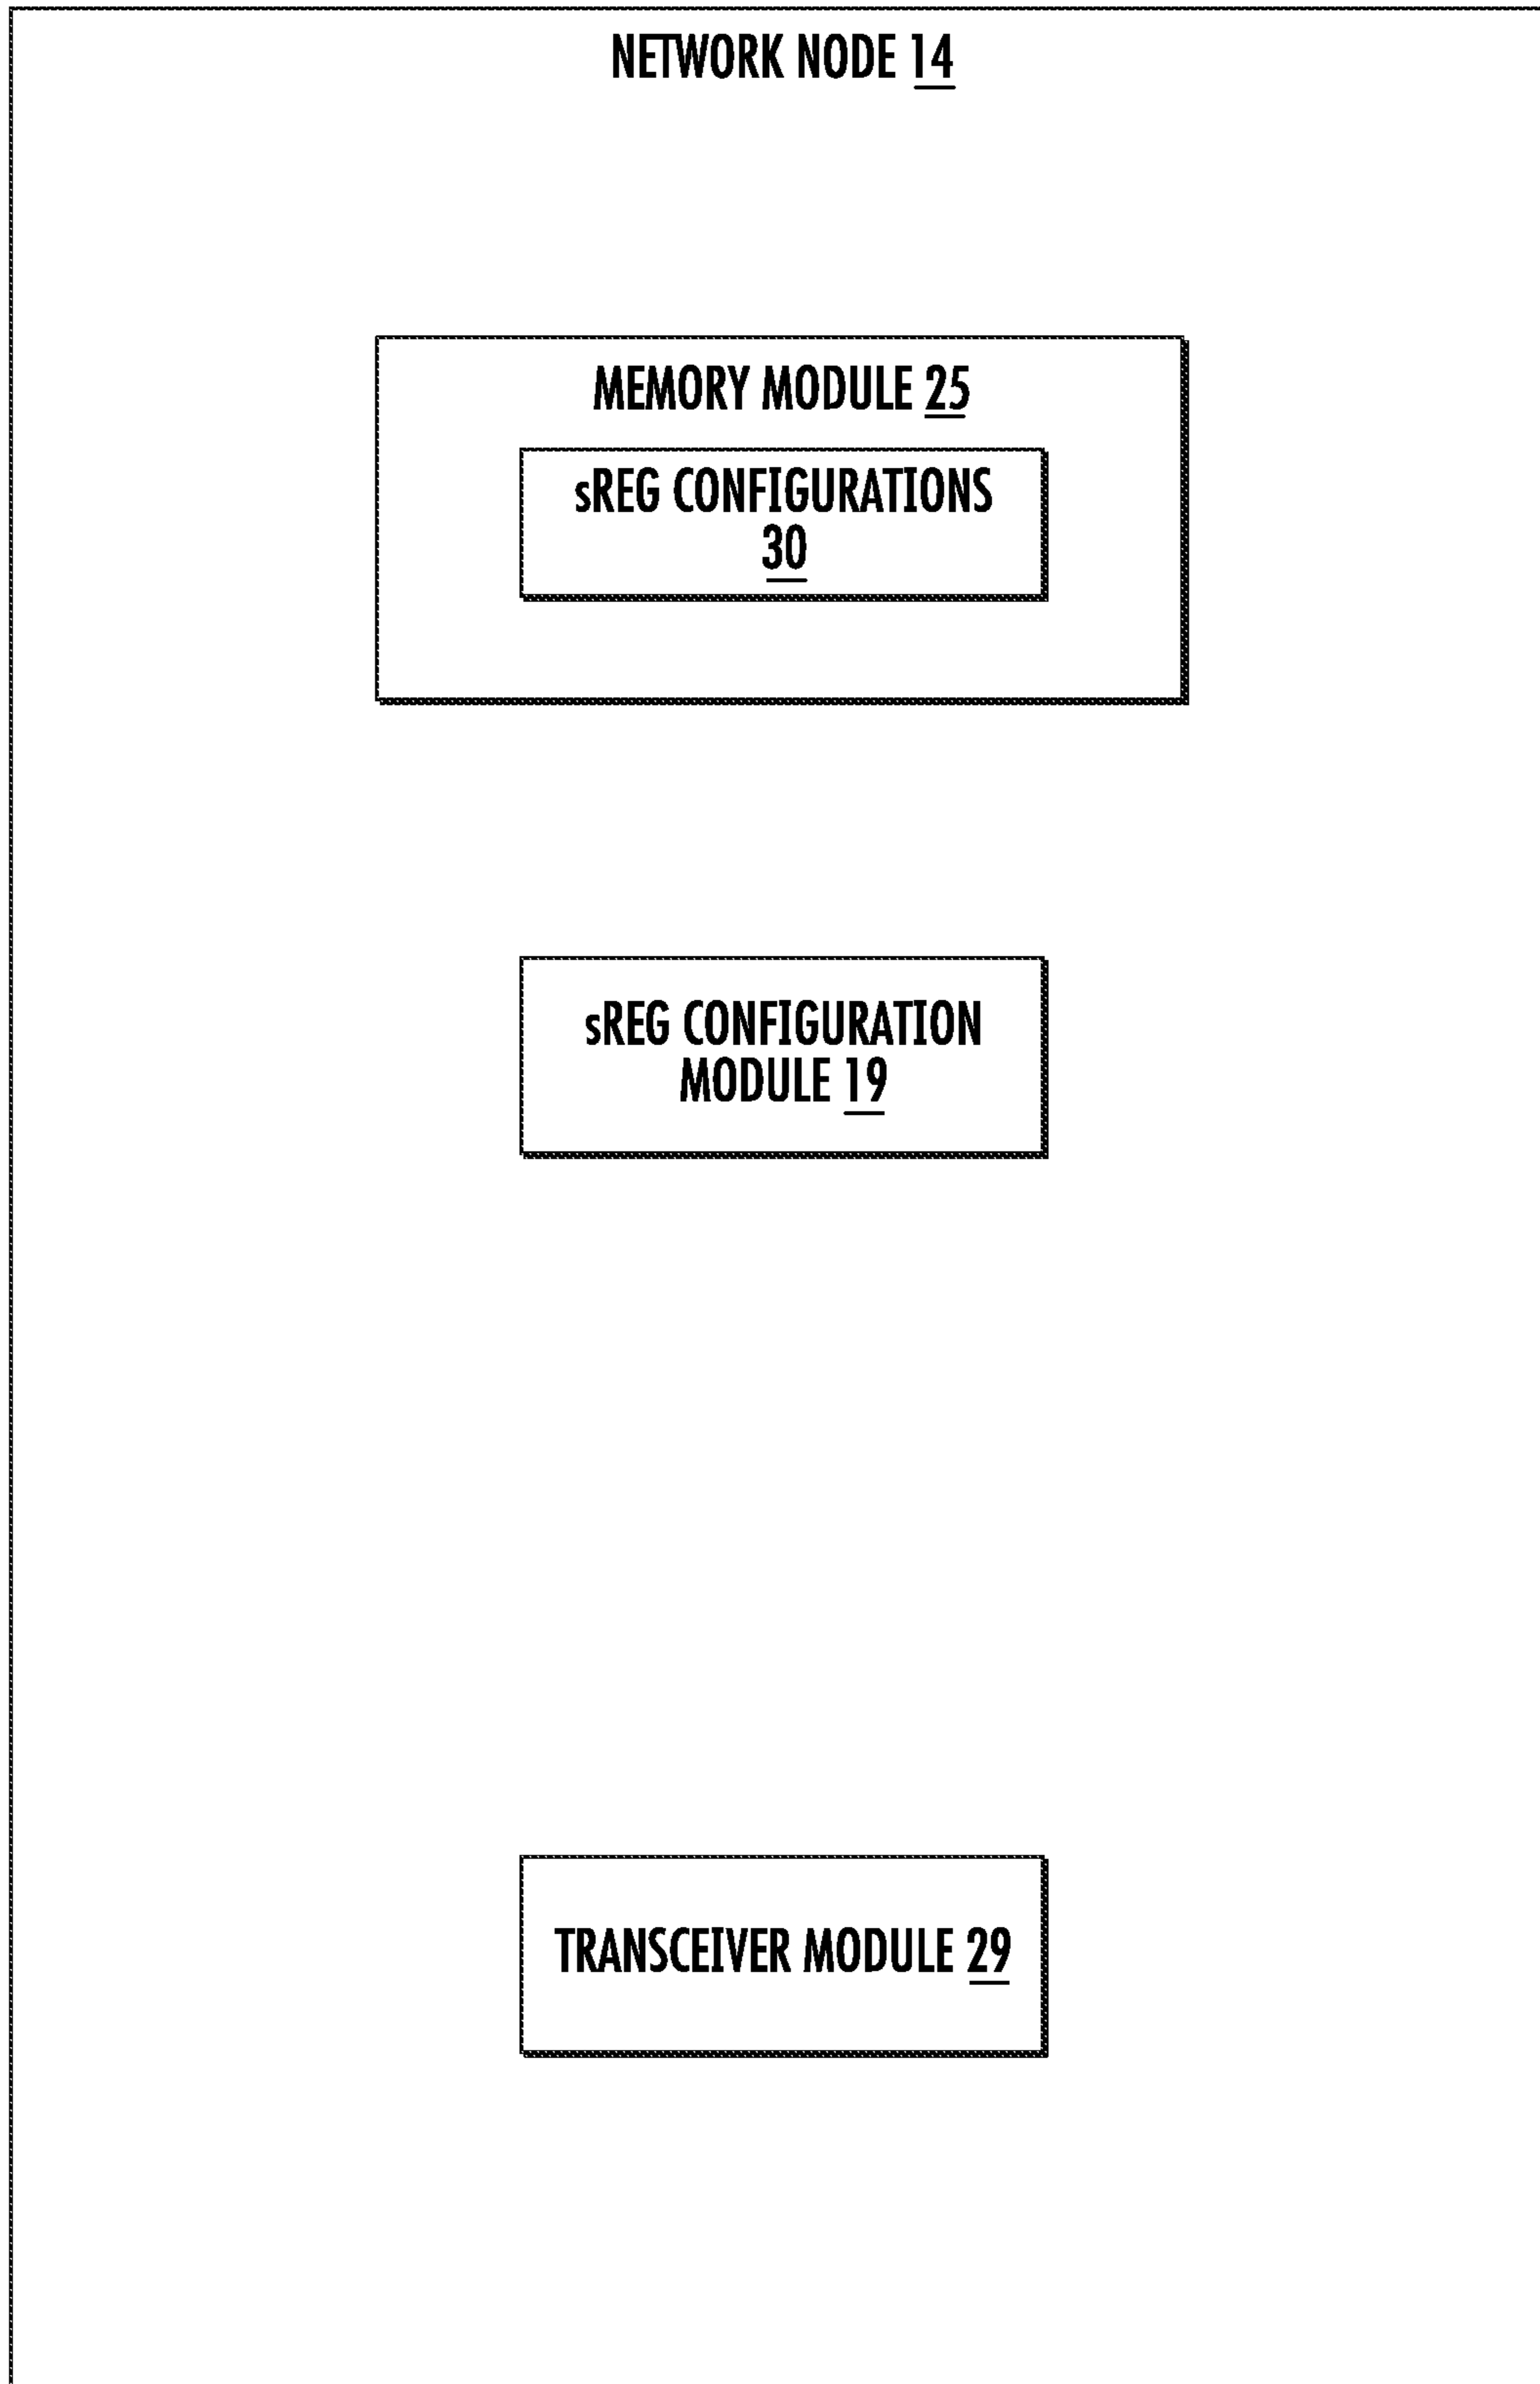 NETWORK NODE 14
MEMORY MODULE 25
sREG CONFIGURATIONS
30
sREG CONFIGURATION
MODULE 19
TRANSCEIVER MODULE 29